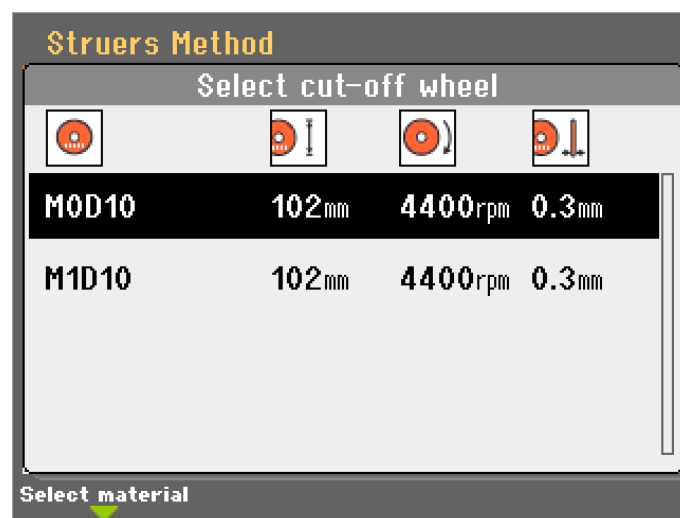 Struers Method
Select cut-off wheel
M0D10 102mm 4400rpm 0.3mm
M1D10 102mm 4400rpm 0.3mm
Select material